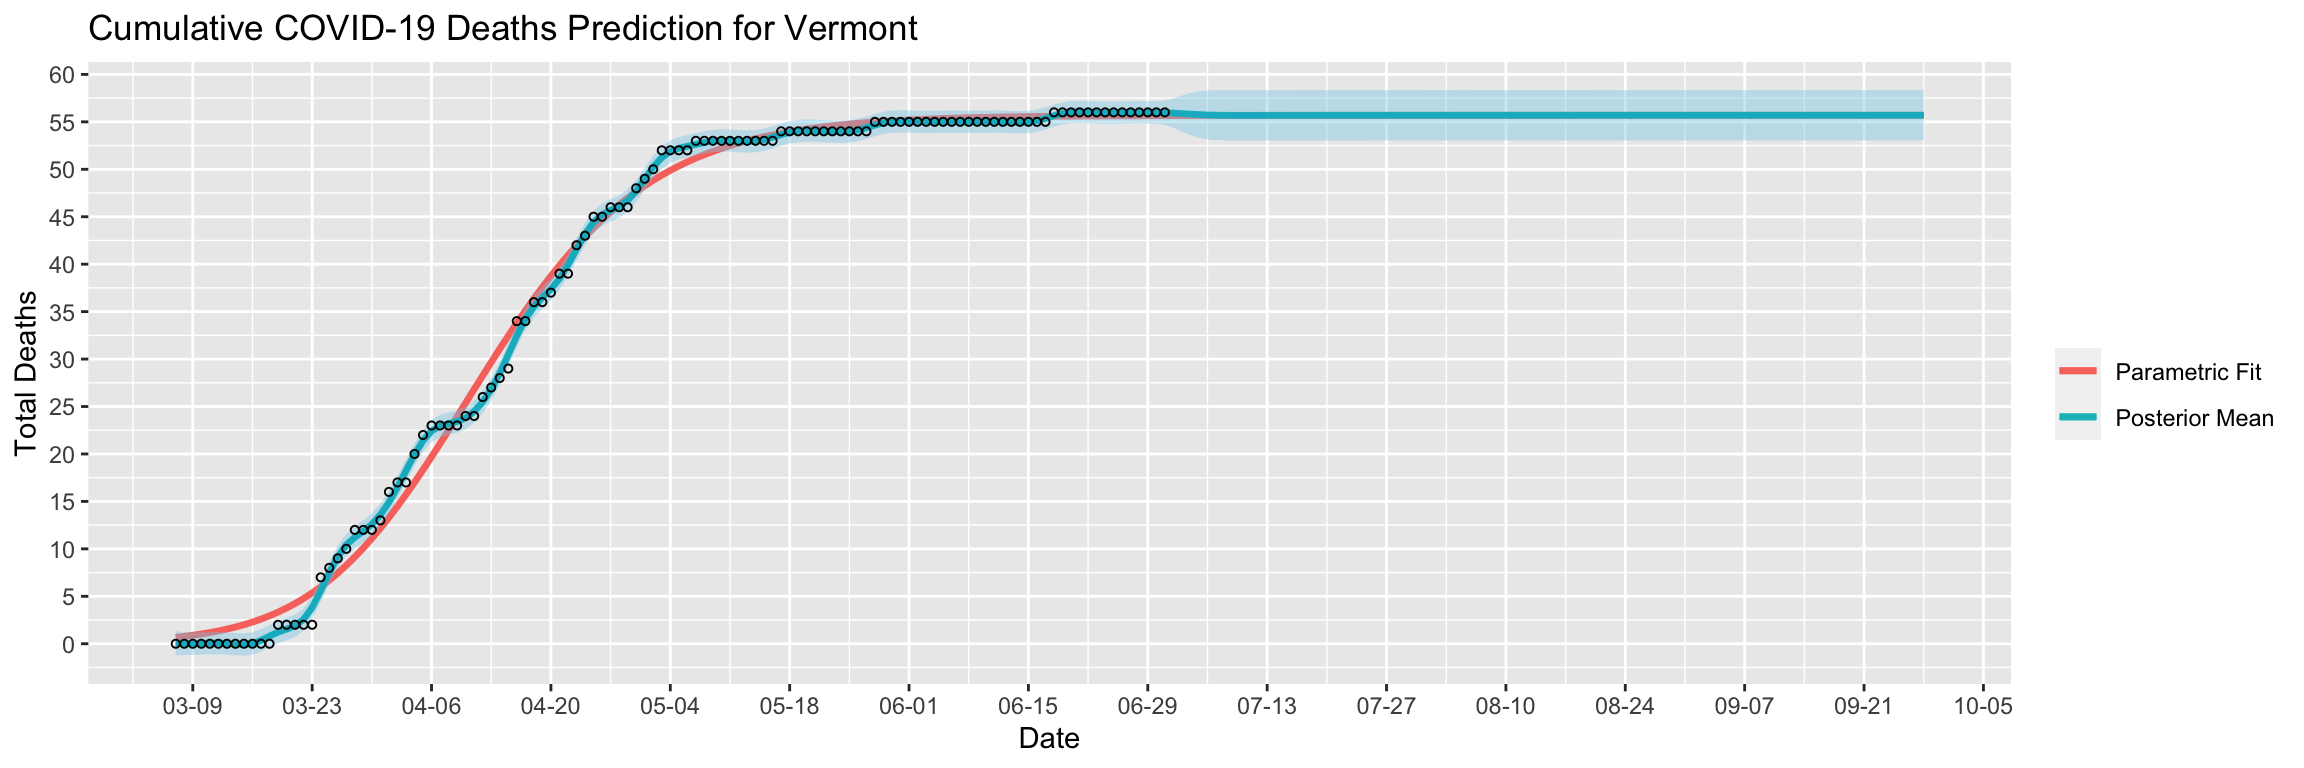 Cumulative COVID-19 Deaths Prediction for Vermont
60
55
50
45
40
35
30
25
20
15
10
5
0
Total Deaths
03-09 03-23 04-06 04-20 05-04 05-18 06-01 06-15 06-29 07-13 07-27 08-10 08-24 09-07 09-21 10-05
Date
Parametric Fit
Posterior Mean